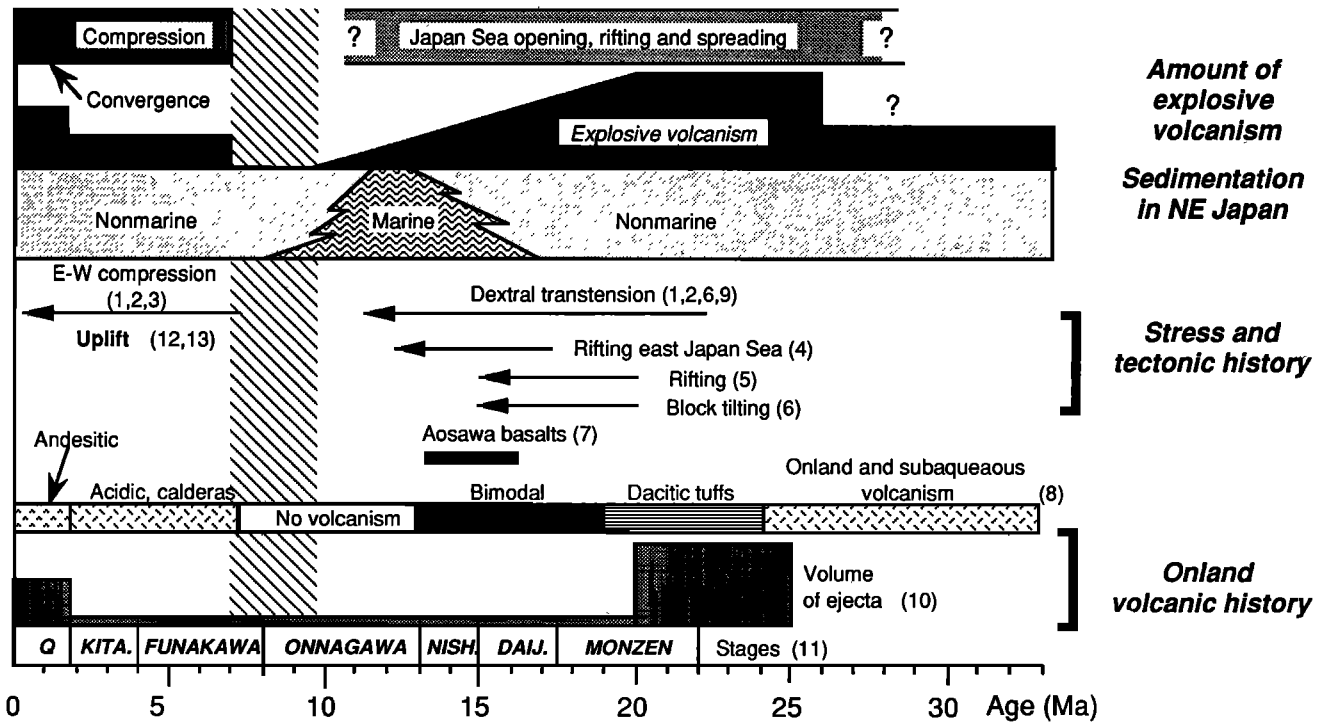 Compression
?
Japan Sea opening, rifting and spreading
?
Convergence
Explosive volcanism
?
Amount of
explosive
volcanism
Nonmarine
Marine
Nonmarine
Sedimentation
in NE Japan
E-W compression
(1,2,3)
Uplift (12,13)
Dextral transtension (1,2,6,9)
Rifting east Japan Sea (4)
Rifting (5)
Block tilting (6)
Stress and
tectonic history
Aosawa basalts (7)
Andesitic
Acidic, calderas
No volcanism
Bimodal
Dacitic tuffs
Onland and subaqueaous
volcanism
(8)
Volume
of ejecta (10)
Onland
volcanic history
Q KITA. FUNAKAWA ONNAGAWA NISH. DAIJ. MONZEN Stages (11)
0 5 10 15 20 25 30 Age (Ma)